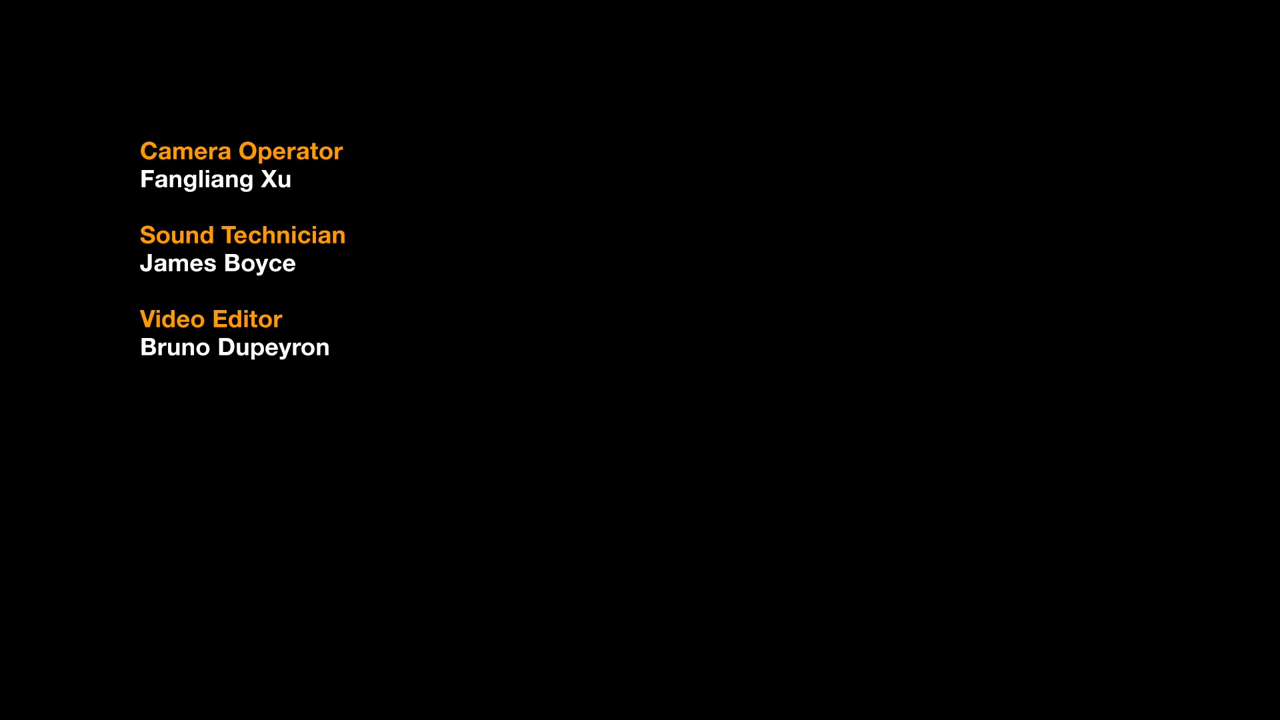 Camera Operator
Fangliang Xu
Sound Technician
James Boyce
Video Editor
Bruno Dupeyron